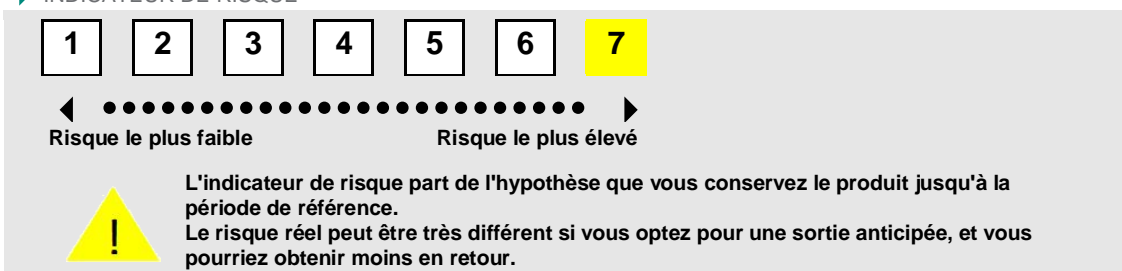 INDICATEUR DE RISQUE
1 2 3 4 5 6 7
Risque le plus faible Risque le plus élevé
L'indicateur de risque part de l'hypothèse que vous conservez le produit jusqu'à la
période de référence.
Le risque réel peut être très différent si vous optez pour une sortie anticipée, et vous
pourriez obtenir moins en retour.